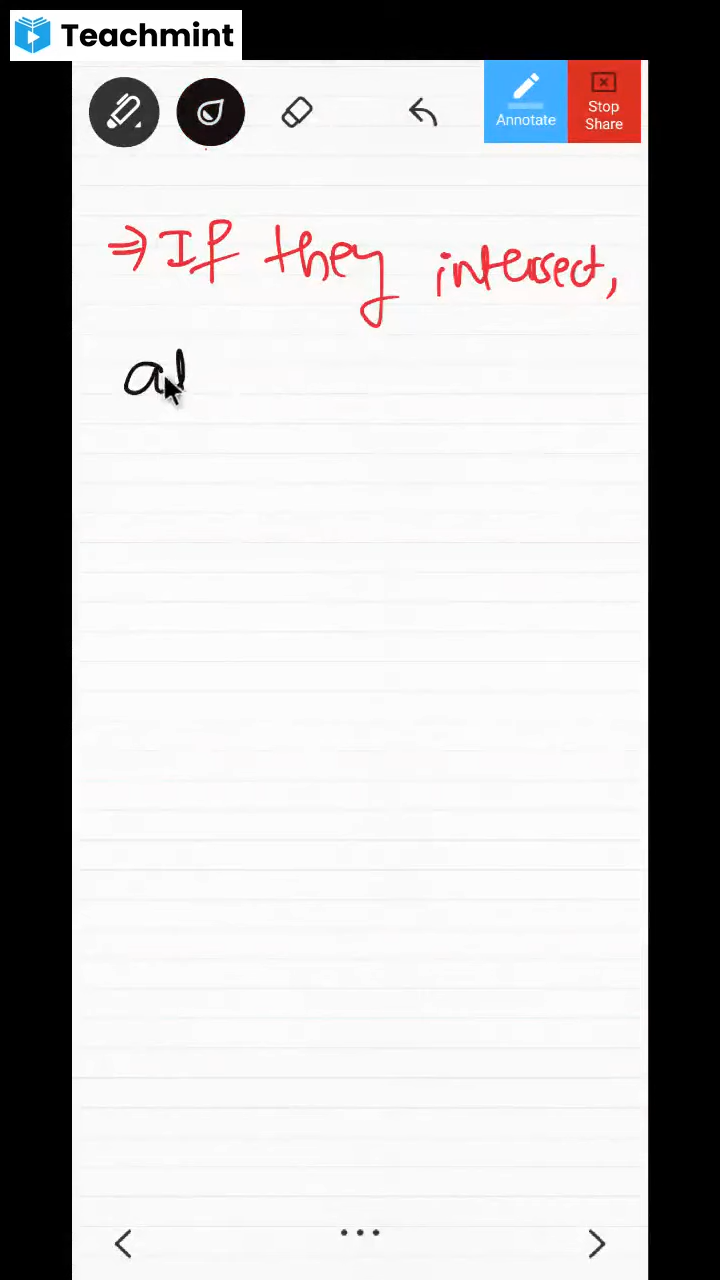 Teachmint
Annotate
Stop
Share
⇒ If they intersect,